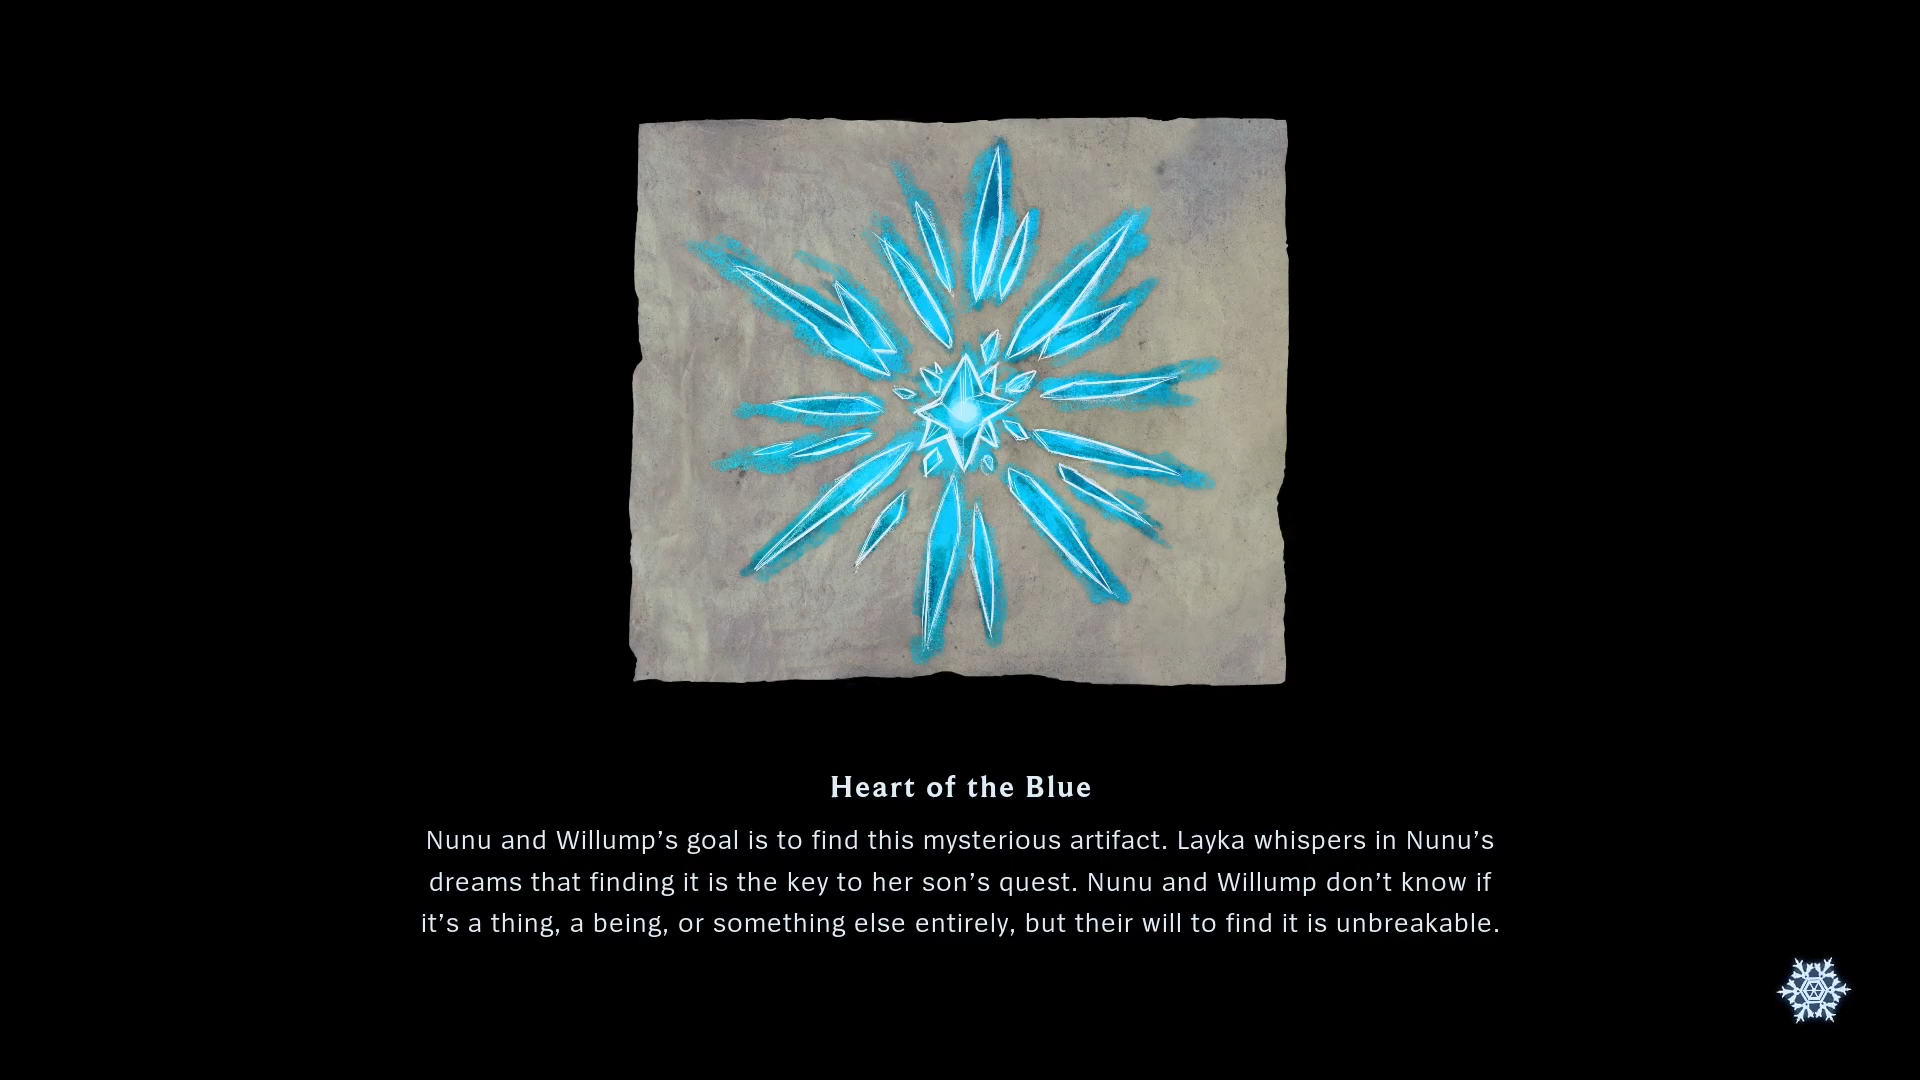 Heart of the Blue
Nunu and Willump’s goal is to find this mysterious artifact. Layka whispers in Nunu’s
dreams that finding it is the key to her son’s quest. Nunu and Willump don’t know if
it’s a thing, a being, or something else entirely, but their will to find it is unbreakable.